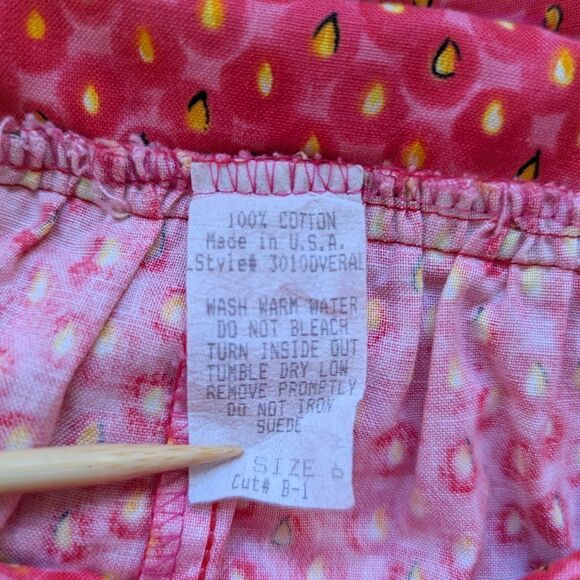 100% COTTON
Made in U.S.A.
Style# 3010DVERAL
WASH WARM WATER
DO NOT BLEACH
TURN INSIDE OUT
TUMBLE DRY LOW
REMOVE PROMPTLY
DO NOT IRON
SUEDE
SIZE 6
Cut# B-1